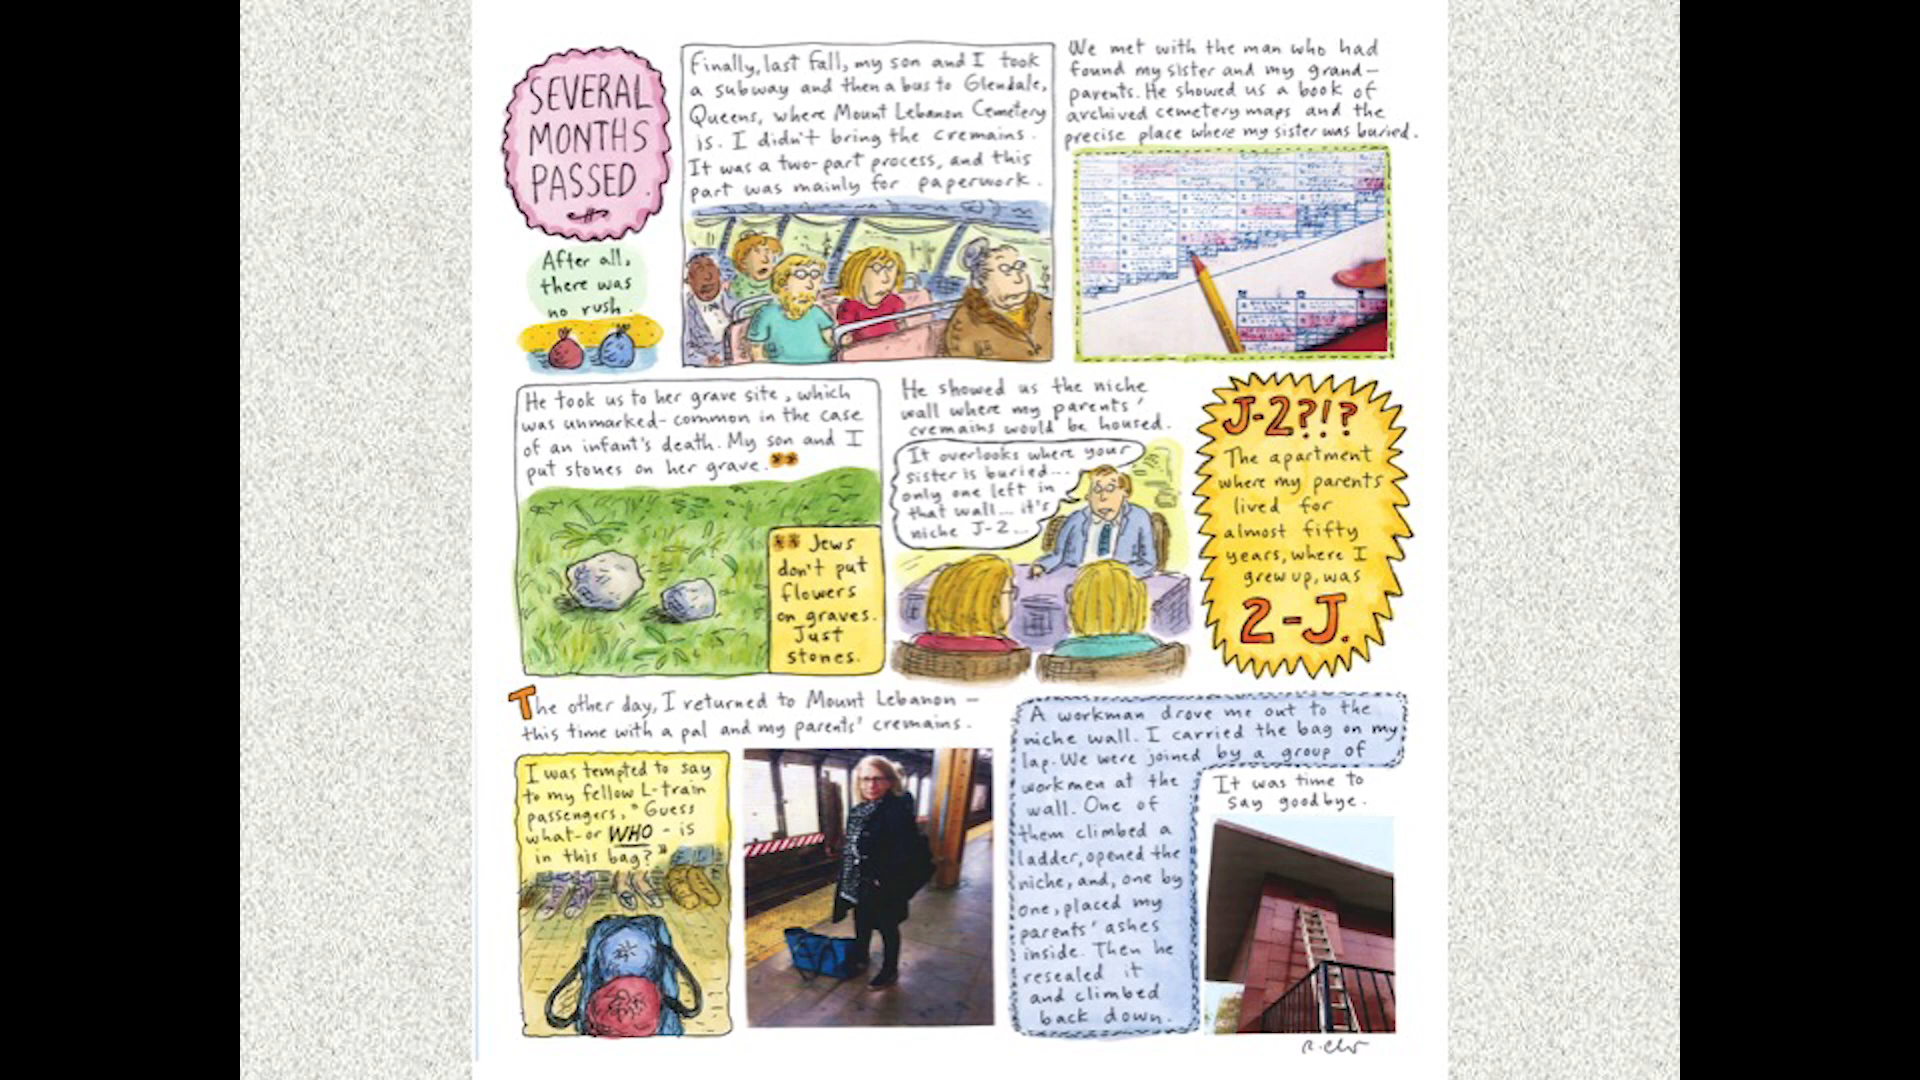 SEVERAL
MONTHS
PASSED.
After all,
there was
no rush.
Finally, last fall, my son and I took
a subway and then a bus to Glendale,
Queens, where Mount Lebanon Cemetery
is. I didn't bring the cremains.
It was a two-part process, and this
part was mainly for paperwork.
We met with the man who had
found my sister and my grand-
parents. He showed us a book of
archived cemetery maps and the
precise place where my sister was buried.
He took us to her grave site, which
was unmarked-common in the case
of an infant's death. My son and I
put stones on her grave.**
** Jews
don't put
flowers
on graves.
Just
stones.
He showed us the niche
wall where my parents'
cremains would be housed.
It overlooks where your
sister is buried...
only one left in
that wall... it's
niche J-2...
J-2?!?
The apartment
where my parents
lived for
almost fifty
years, where I
grew up, was
2-J.
The other day, I returned to Mount Lebanon -
this time with a pal and my parents' cremains.
I was tempted to say
to my fellow L-train
passengers, "Guess
what-or WHO - is
in this bag?"
A workman drove me out to the
niche wall. I carried the bag on my
lap. We were joined by a group of
workmen at the
wall. One of
them climbed a
ladder, opened the
niche, and, one by
one, placed my
parents' ashes
inside. Then he
resealed it
and climbed
back down.
It was time to
say goodbye.
R. Chr